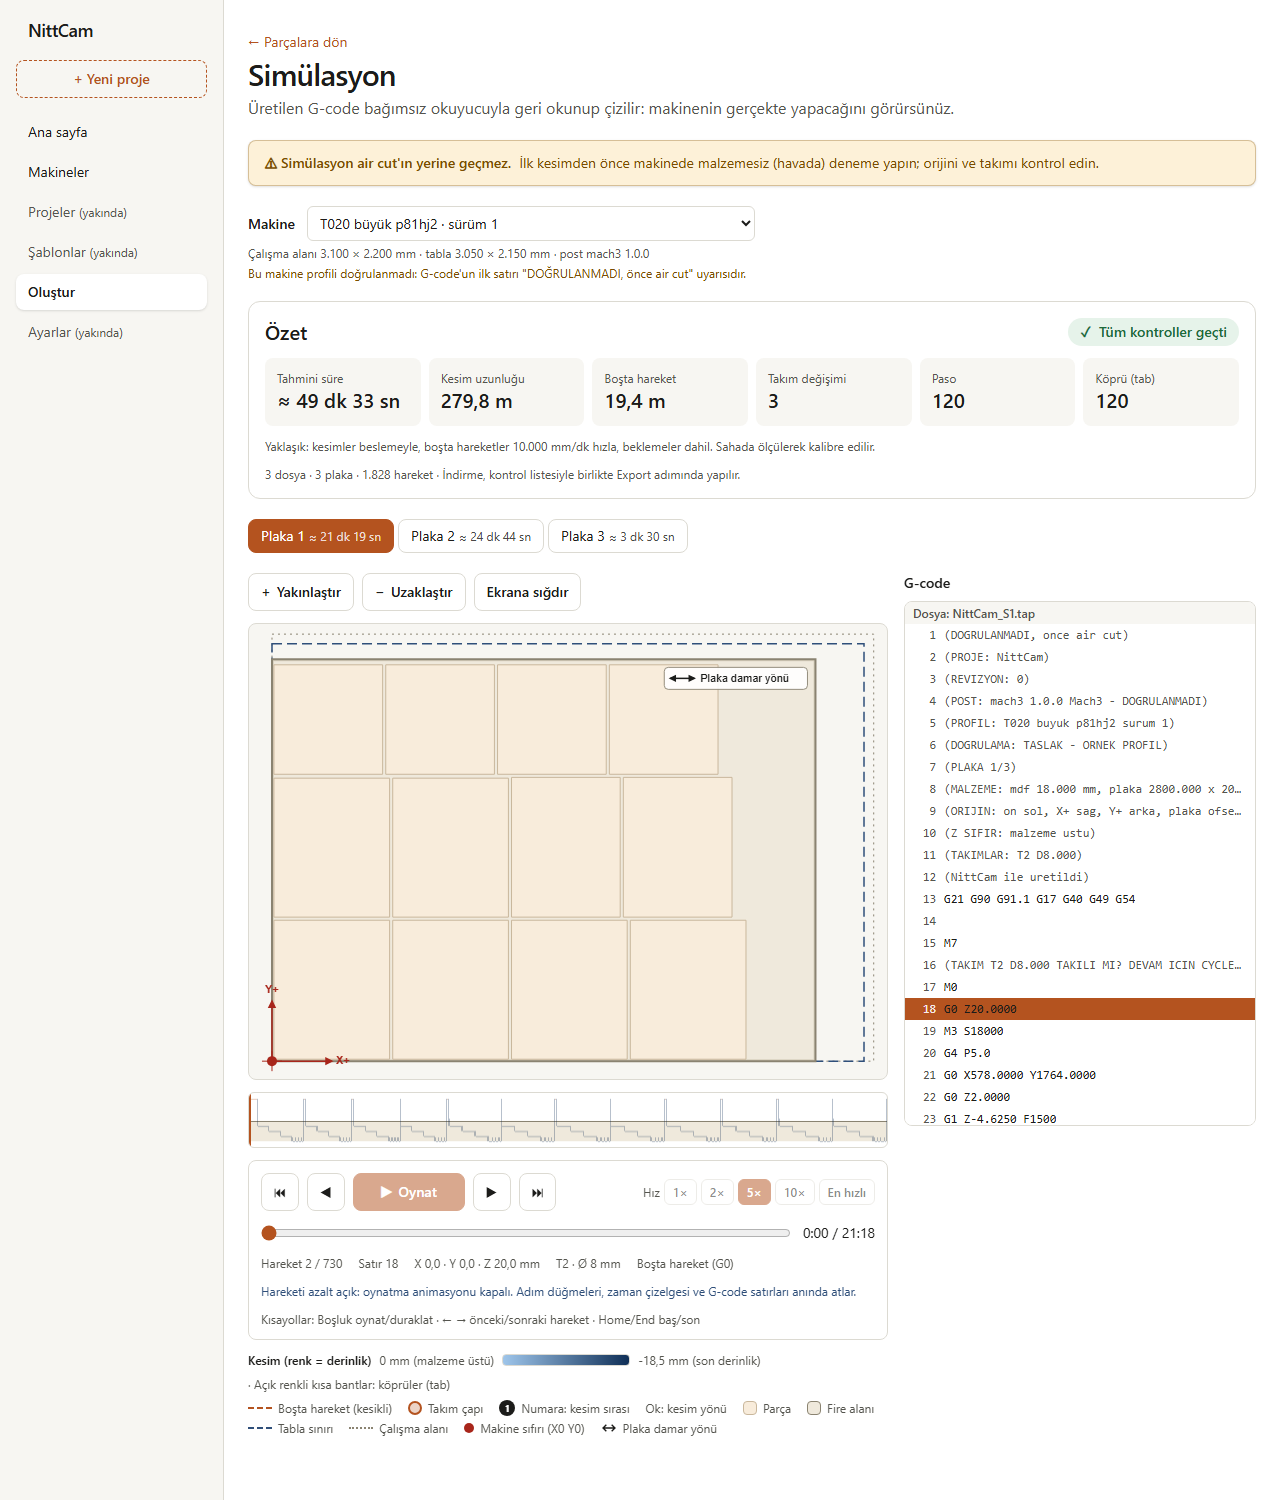 NittCam
+ Yeni proje
Ana sayfa
Makineler
Projeler (yakında)
Şablonlar (yakında)
Oluştur
Ayarlar (yakında)
← Parçalara dön
Simülasyon
Üretilen G-code bağımsız okuyucuyla geri okunup çizilir: makinenin gerçekte yapacağını görürsünüz.
⚠ Simülasyon air cut'ın yerine geçmez. İlk kesimden önce makinede malzemesiz (havada) deneme yapın; orijini ve takımı kontrol edin.
Makine T020 büyük p81hj2 · sürüm 1
Çalışma alanı 3.100 × 2.200 mm · tabla 3.050 × 2.150 mm · post mach3 1.0.0
Bu makine profili doğrulanmadı: G-code'un ilk satırı "DOĞRULANMADI, önce air cut" uyarısıdır.
Özet
✓ Tüm kontroller geçti
Tahmini süre
≈ 49 dk 33 sn
Kesim uzunluğu
279,8 m
Boşta hareket
19,4 m
Takım değişimi
3
Paso
120
Köprü (tab)
120
Yaklaşık: kesimler beslemeyle, boşta hareketler 10.000 mm/dk hızla, beklemeler dahil. Sahada ölçülerek kalibre edilir.
3 dosya · 3 plaka · 1.828 hareket · İndirme, kontrol listesiyle birlikte Export adımında yapılır.
Plaka 1 ≈ 21 dk 19 sn
Plaka 2 ≈ 24 dk 44 sn
Plaka 3 ≈ 3 dk 30 sn
+ Yakınlaştır
− Uzaklaştır
Ekrana sığdır
Plaka damar yönü
Y+
X+
G-code
Dosya: NittCam_S1.tap
1 (DOGRULANMADI, once air cut)
2 (PROJE: NittCam)
3 (REVIZYON: 0)
4 (POST: mach3 1.0.0 Mach3 - DOGRULANMADI)
5 (PROFIL: T020 buyuk p81hj2 surum 1)
6 (DOGRULAMA: TASLAK - ORNEK PROFIL)
7 (PLAKA 1/3)
8 (MALZEME: mdf 18.000 mm, plaka 2800.000 x 20…
9 (ORIJIN: on sol, X+ sag, Y+ arka, plaka ofse…
10 (Z SIFIR: malzeme ustu)
11 (TAKIMLAR: T2 D8.000)
12 (NittCam ile uretildi)
13 G21 G90 G91.1 G17 G40 G49 G54
14
15 M7
16 (TAKIM T2 D8.000 TAKILI MI? DEVAM ICIN CYCLE…
17 M0
18 G0 Z20.0000
19 M3 S18000
20 G4 P5.0
21 G0 X578.0000 Y1764.0000
22 G0 Z2.0000
23 G1 Z-4.6250 F1500
▶ Oynat
Hız 1× 2× 5× 10× En hızlı
0:00 / 21:18
Hareket 2 / 730 Satır 18 X 0,0 · Y 0,0 · Z 20,0 mm T2 · Ø 8 mm Boşta hareket (G0)
Hareketi azalt açık: oynatma animasyonu kapalı. Adım düğmeleri, zaman çizelgesi ve G-code satırları anında atlar.
Kısayollar: Boşluk oynat/duraklat · ← → önceki/sonraki hareket · Home/End baş/son
Kesim (renk = derinlik) 0 mm (malzeme üstü) -18,5 mm (son derinlik)
· Açık renkli kısa bantlar: köprüler (tab)
Boşta hareket (kesikli) Takım çapı 1 Numara: kesim sırası Ok: kesim yönü Parça Fire alanı
Tabla sınırı Çalışma alanı Makine sıfırı (X0 Y0) ↔ Plaka damar yönü